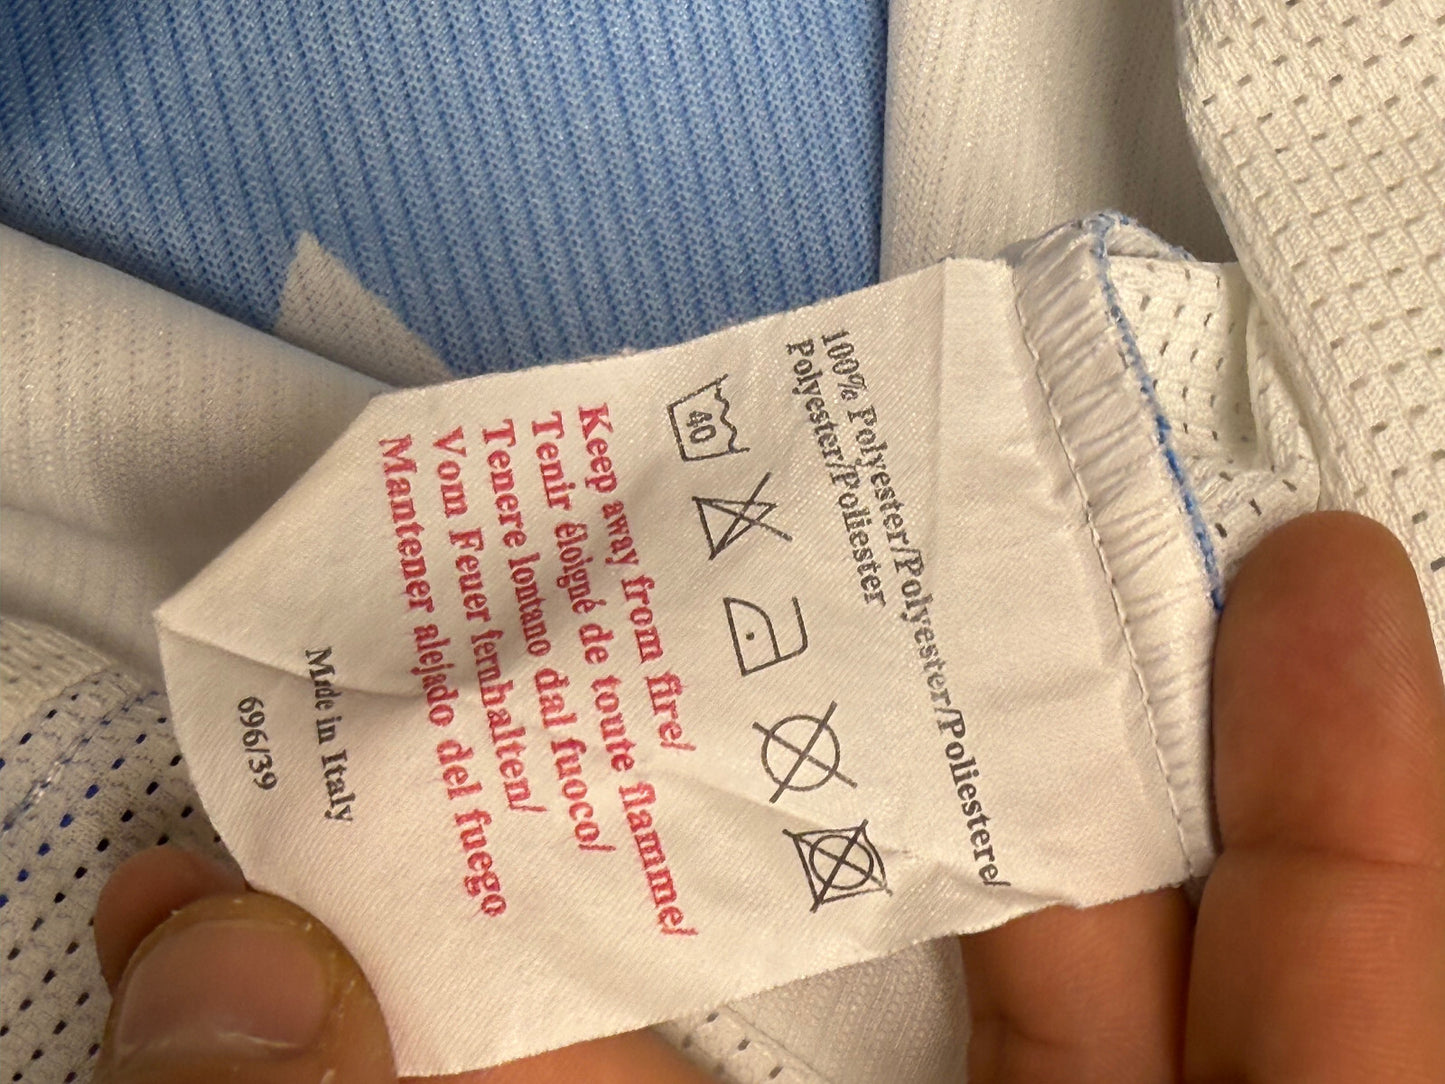 100% Polyester/Polyester/Poliestere/
Polyester/Poliester
40
Keep away from fire/
Tenir éloigné de toute flamme/
Tenere lontano dal fuoco/
Vom Feuer fernhalten/
Mantener alejado del fuego
Made in Italy
696/39